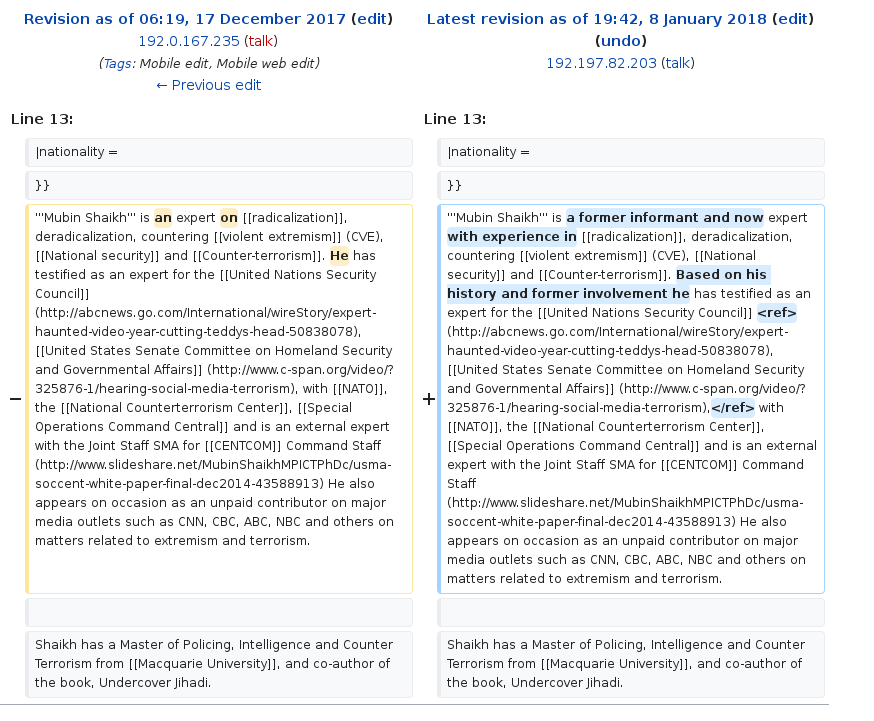 Revision as of 06:19, 17 December 2017 (edit)
192.0.167.235 (talk)
(Tags: Mobile edit, Mobile web edit)
← Previous edit
Latest revision as of 19:42, 8 January 2018 (edit)
(undo)
192.197.82.203 (talk)
Line 13:
Line 13:
|nationality =
|nationality =
}}
}}
−
'''Mubin Shaikh''' is an expert on [[radicalization]],
deradicalization, countering [[violent extremism]] (CVE),
[[National security]] and [[Counter-terrorism]]. He has
testified as an expert for the [[United Nations Security
Council]]
(http://abcnews.go.com/International/wireStory/expert-
haunted-video-year-cutting-teddys-head-50838078),
[[United States Senate Committee on Homeland Security
and Governmental Affairs]] (http://www.c-span.org/video/?
325876-1/hearing-social-media-terrorism), with [[NATO]],
the [[National Counterterrorism Center]], [[Special
Operations Command Central]] and is an external expert
with the Joint Staff SMA for [[CENTCOM]] Command Staff
(http://www.slideshare.net/MubinShaikhMPICTPhDc/usma-
soccent-white-paper-final-dec2014-43588913) He also
appears on occasion as an unpaid contributor on major
media outlets such as CNN, CBC, ABC, NBC and others on
matters related to extremism and terrorism.
+
'''Mubin Shaikh''' is a former informant and now expert
with experience in [[radicalization]], deradicalization,
countering [[violent extremism]] (CVE), [[National
security]] and [[Counter-terrorism]]. Based on his
history and former involvement he has testified as an
expert for the [[United Nations Security Council]] <ref>
(http://abcnews.go.com/International/wireStory/expert-
haunted-video-year-cutting-teddys-head-50838078),
[[United States Senate Committee on Homeland Security
and Governmental Affairs]] (http://www.c-span.org/video/?
325876-1/hearing-social-media-terrorism),</ref> with
[[NATO]], the [[National Counterterrorism Center]],
[[Special Operations Command Central]] and is an external
expert with the Joint Staff SMA for [[CENTCOM]] Command
Staff
(http://www.slideshare.net/MubinShaikhMPICTPhDc/usma-
soccent-white-paper-final-dec2014-43588913) He also
appears on occasion as an unpaid contributor on major
media outlets such as CNN, CBC, ABC, NBC and others on
matters related to extremism and terrorism.
Shaikh has a Master of Policing, Intelligence and Counter
Terrorism from [[Macquarie University]], and co-author of
the book, Undercover Jihadi.
Shaikh has a Master of Policing, Intelligence and Counter
Terrorism from [[Macquarie University]], and co-author of
the book, Undercover Jihadi.